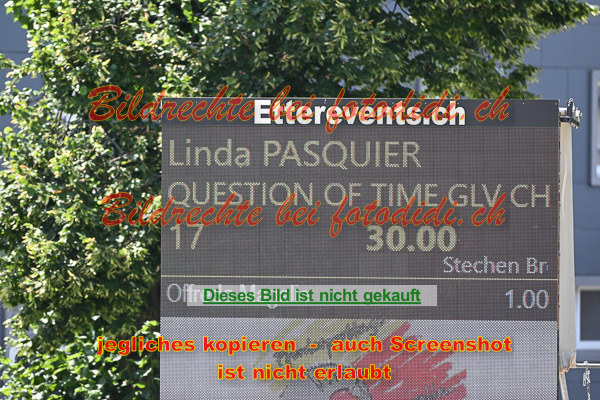 Bildrechte bei fotodidi.ch
Etterevents.ch
Linda PASQUIER
QUESTION OF TIME GLV CH
Bildrechte bei fotodidi.ch
17 30.00
Stechen Br
1.00
Dieses Bild ist nicht gekauft
jegliches kopieren - auch Screenshot
ist nicht erlaubt